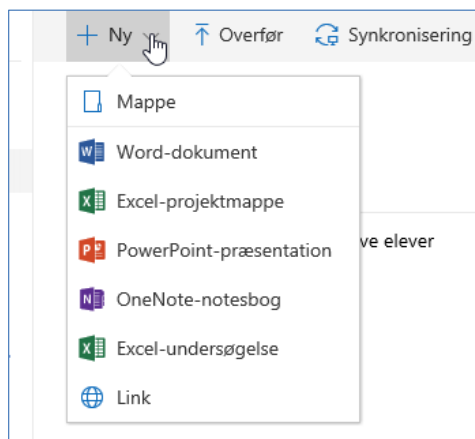 Ny
Overfør
Synkronisering
Mappe
Word-dokument
Excel-projektmappe
PowerPoint-præsentation
ve elever
OneNote-notesbog
Excel-undersøgelse
Link